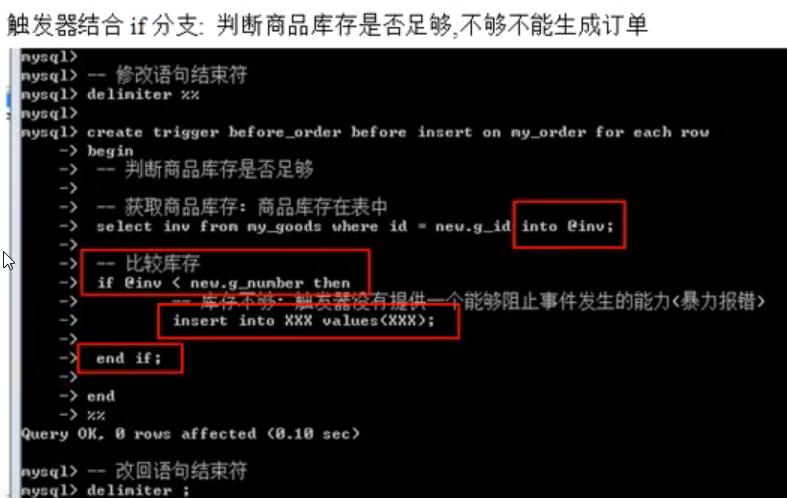 触发器结合 if 分支: 判断商品库存是否足够,不够不能生成订单
mysql>
mysql> -- 修改语句结束符
mysql> delimiter %%
mysql>
mysql> create trigger before_order before insert on my_order for each row
-> begin
-> -- 判断商品库存是否足够
->
-> -- 获取商品库存: 商品库存在表中
-> select inv from my_goods where id = new.g_id into @inv;
->
-> -- 比较库存
-> if @inv < new.g_number then
-> -- 库存不够: 触发器没有提供一个能够阻止事件发生的能力<暴力报错>
-> insert into XXX values(XXX);
->
-> end if;
->
-> end
-> %%
Query OK, 0 rows affected (0.10 sec)
mysql> -- 改回语句结束符
mysql> delimiter ;